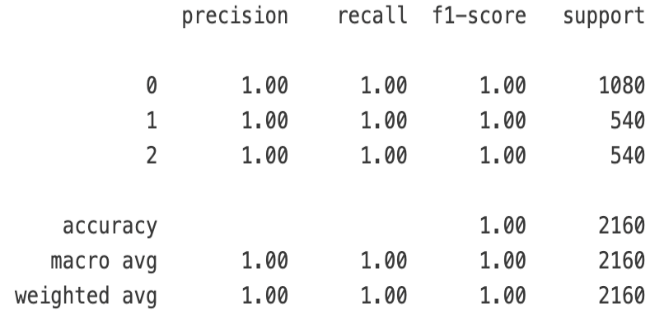 precision recall f1-score support
0 1.00 1.00 1.00 1080
1 1.00 1.00 1.00 540
2 1.00 1.00 1.00 540
accuracy 1.00 2160
macro avg 1.00 1.00 1.00 2160
weighted avg 1.00 1.00 1.00 2160